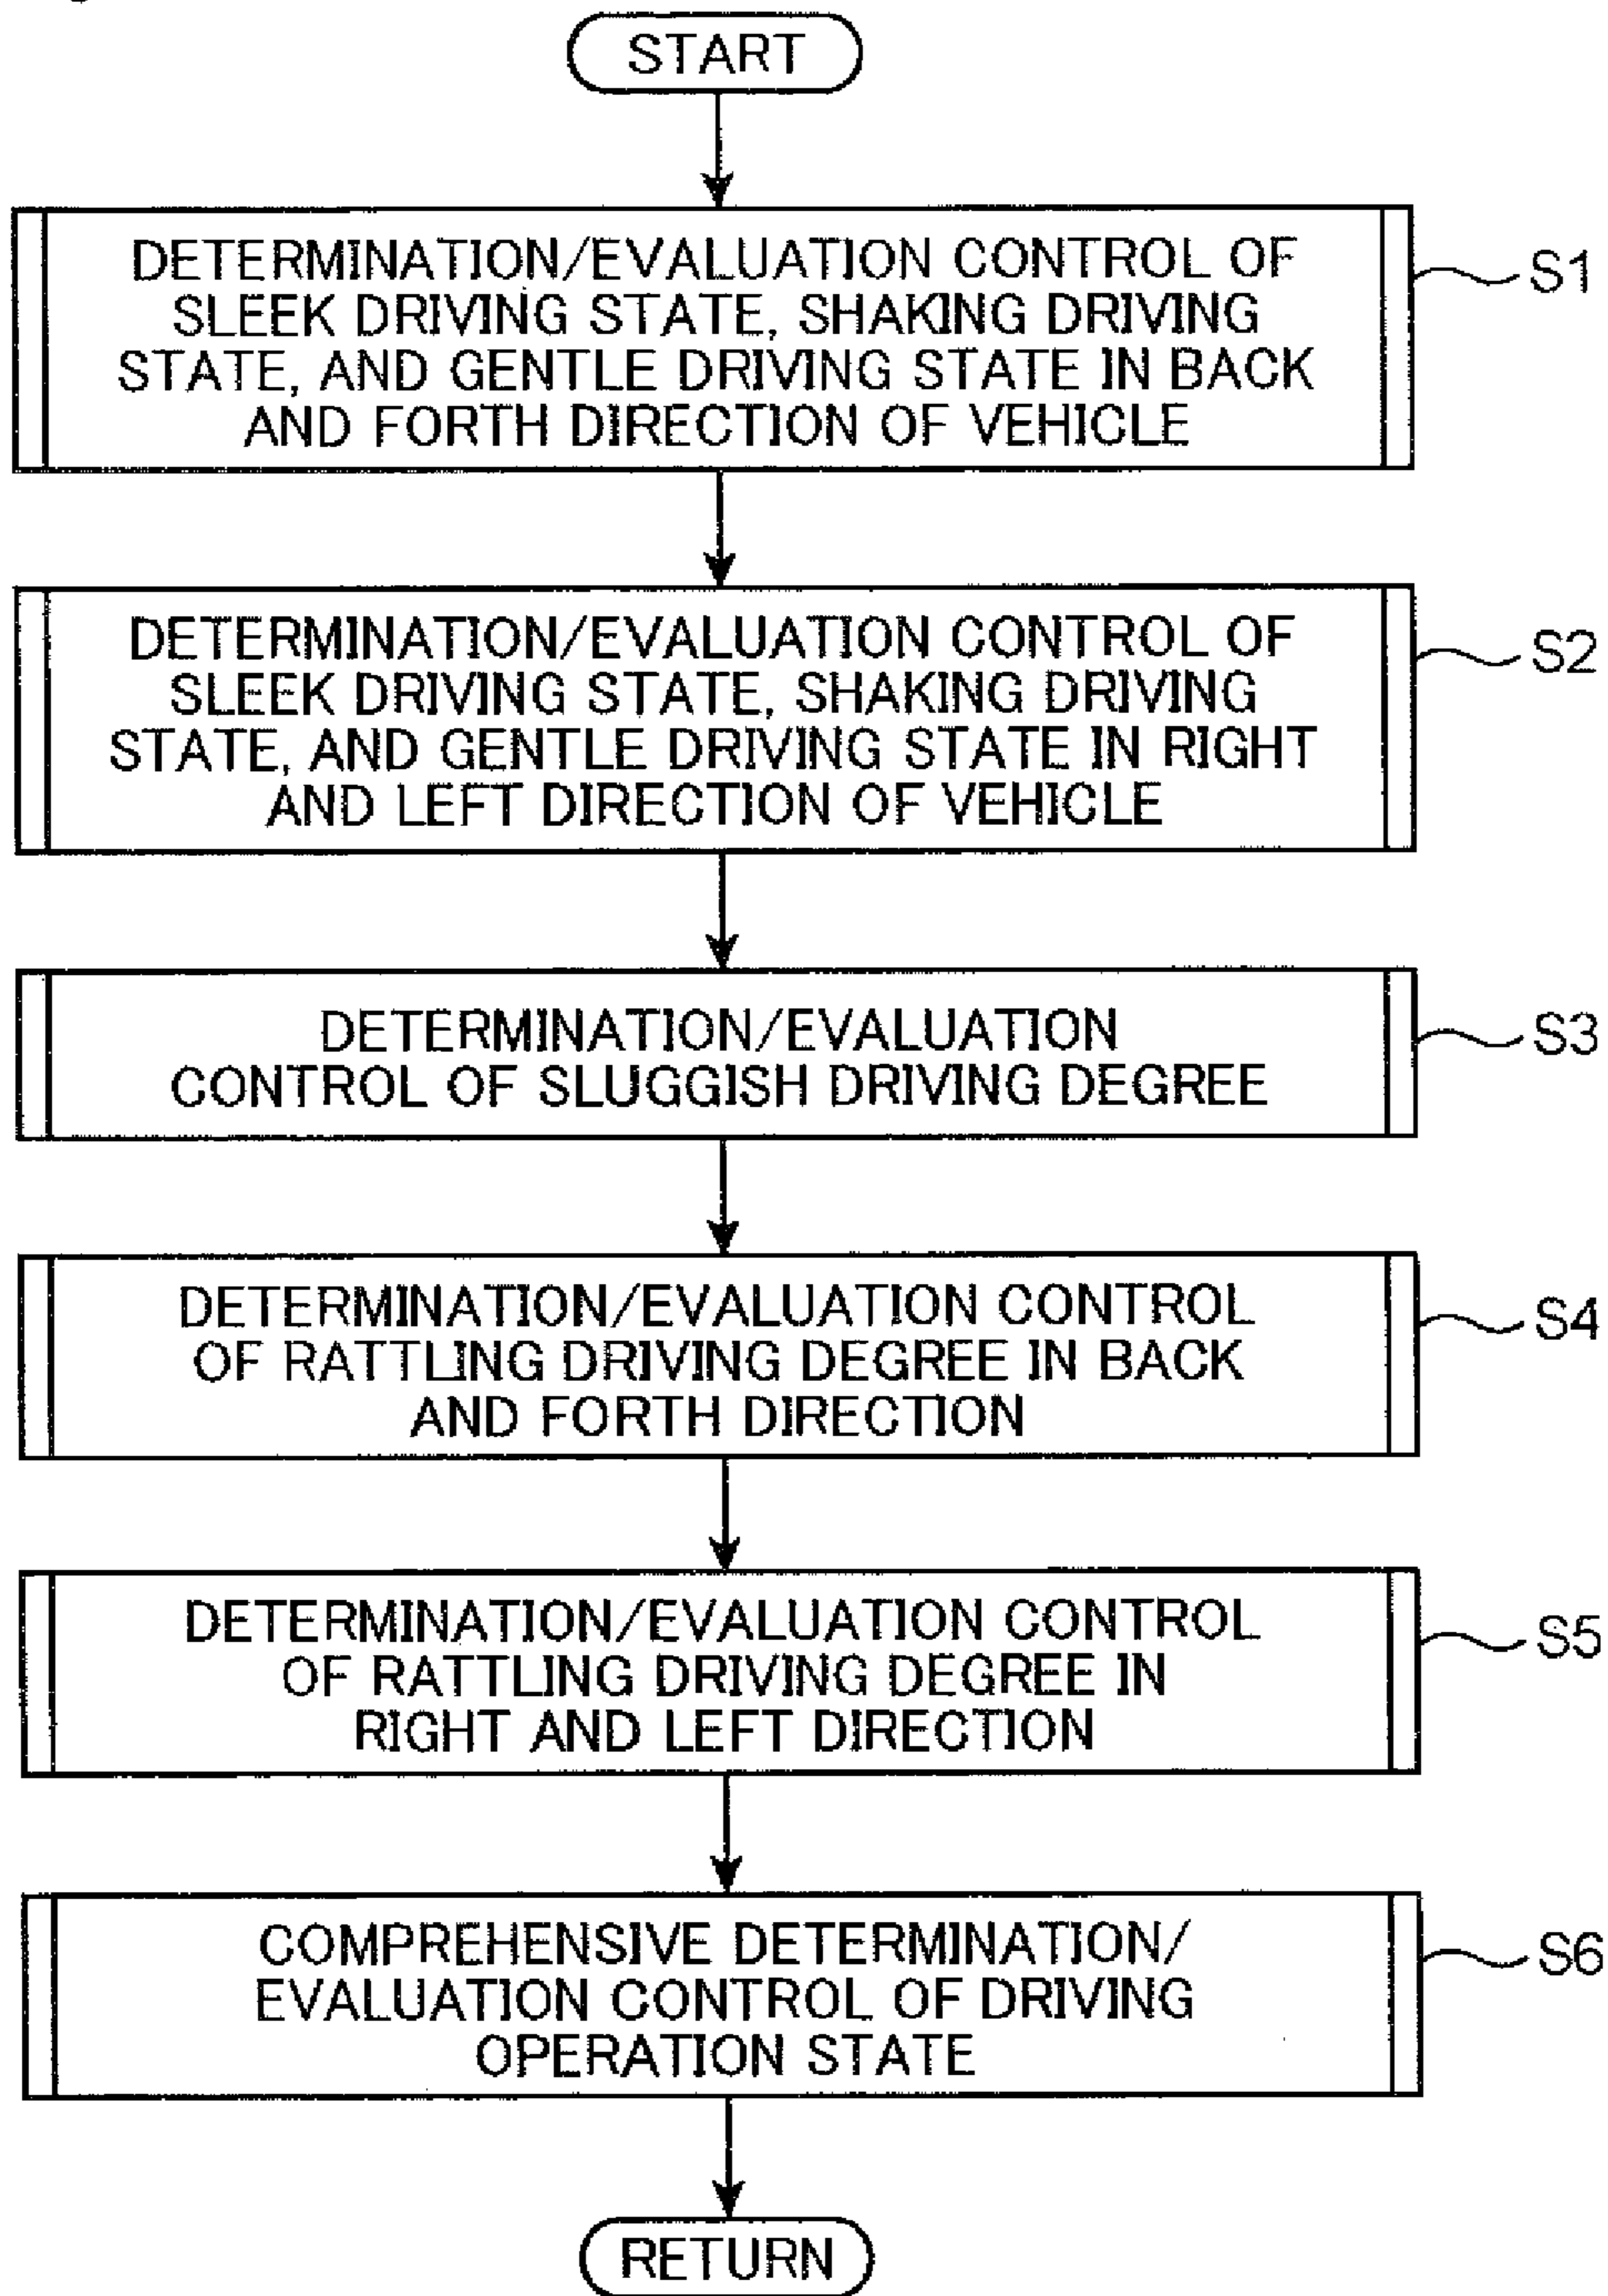 START
DETERMINATION/EVALUATION CONTROL OF
SLEEK DRIVING STATE, SHAKING DRIVING
STATE, AND GENTLE DRIVING STATE IN BACK
AND FORTH DIRECTION OF VEHICLE
S1
DETERMINATION/EVALUATION CONTROL OF
SLEEK DRIVING STATE, SHAKING DRIVING
STATE, AND GENTLE DRIVING STATE IN RIGHT
AND LEFT DIRECTION OF VEHICLE
S2
DETERMINATION/EVALUATION
CONTROL OF SLUGGISH DRIVING DEGREE
S3
DETERMINATION/EVALUATION CONTROL
OF RATTLING DRIVING DEGREE IN BACK
AND FORTH DIRECTION
S4
DETERMINATION/EVALUATION CONTROL
OF RATTLING DRIVING DEGREE IN
RIGHT AND LEFT DIRECTION
S5
COMPREHENSIVE DETERMINATION/
EVALUATION CONTROL OF DRIVING
OPERATION STATE
S6
RETURN